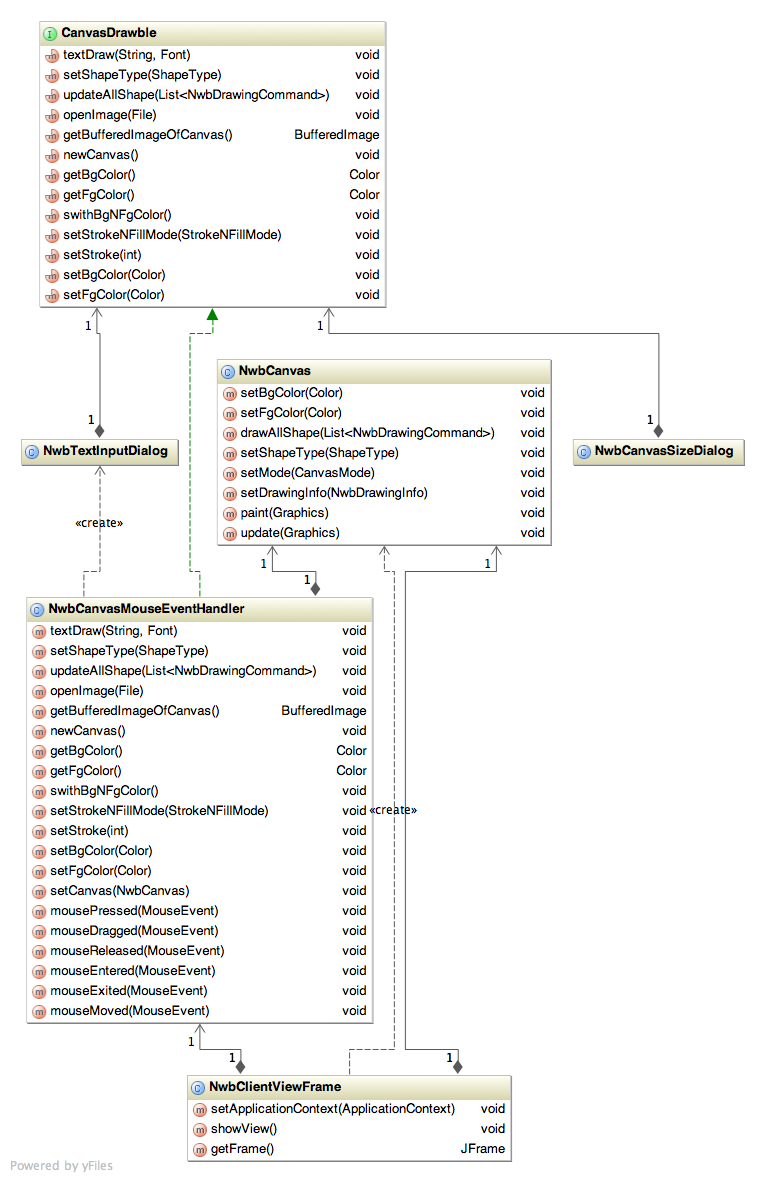 I CanvasDrawble
m textDraw(String, Font) void
m setShapeType(ShapeType) void
m updateAllShape(List<NwbDrawingCommand>) void
m openImage(File) void
m getBufferedImageOfCanvas() BufferedImage
m newCanvas() void
m getBgColor() Color
m getFgColor() Color
m swithBgNFgColor() void
m setStrokeNFillMode(StrokeNFillMode) void
m setStroke(int) void
m setBgColor(Color) void
m setFgColor(Color) void
1 1
C NwbCanvas
m setBgColor(Color) void
m setFgColor(Color) void
m drawAllShape(List<NwbDrawingCommand>) void
m setShapeType(ShapeType) void
m setMode(CanvasMode) void
m setDrawingInfo(NwbDrawingInfo) void
m paint(Graphics) void
m update(Graphics) void
1 1
C NwbTextInputDialog
C NwbCanvasSizeDialog
«create»
1 1
1
C NwbCanvasMouseEventHandler
m textDraw(String, Font) void
m setShapeType(ShapeType) void
m updateAllShape(List<NwbDrawingCommand>) void
m openImage(File) void
m getBufferedImageOfCanvas() BufferedImage
m newCanvas() void
m getBgColor() Color
m getFgColor() Color
m swithBgNFgColor() void
m setStrokeNFillMode(StrokeNFillMode) void
«create»
m setStroke(int) void
m setBgColor(Color) void
m setFgColor(Color) void
m setCanvas(NwbCanvas) void
m mousePressed(MouseEvent) void
m mouseDragged(MouseEvent) void
m mouseReleased(MouseEvent) void
m mouseEntered(MouseEvent) void
m mouseExited(MouseEvent) void
m mouseMoved(MouseEvent) void
1
1 1
C NwbClientViewFrame
m setApplicationContext(ApplicationContext) void
m showView() void
m getFrame() JFrame
Powered by yFiles